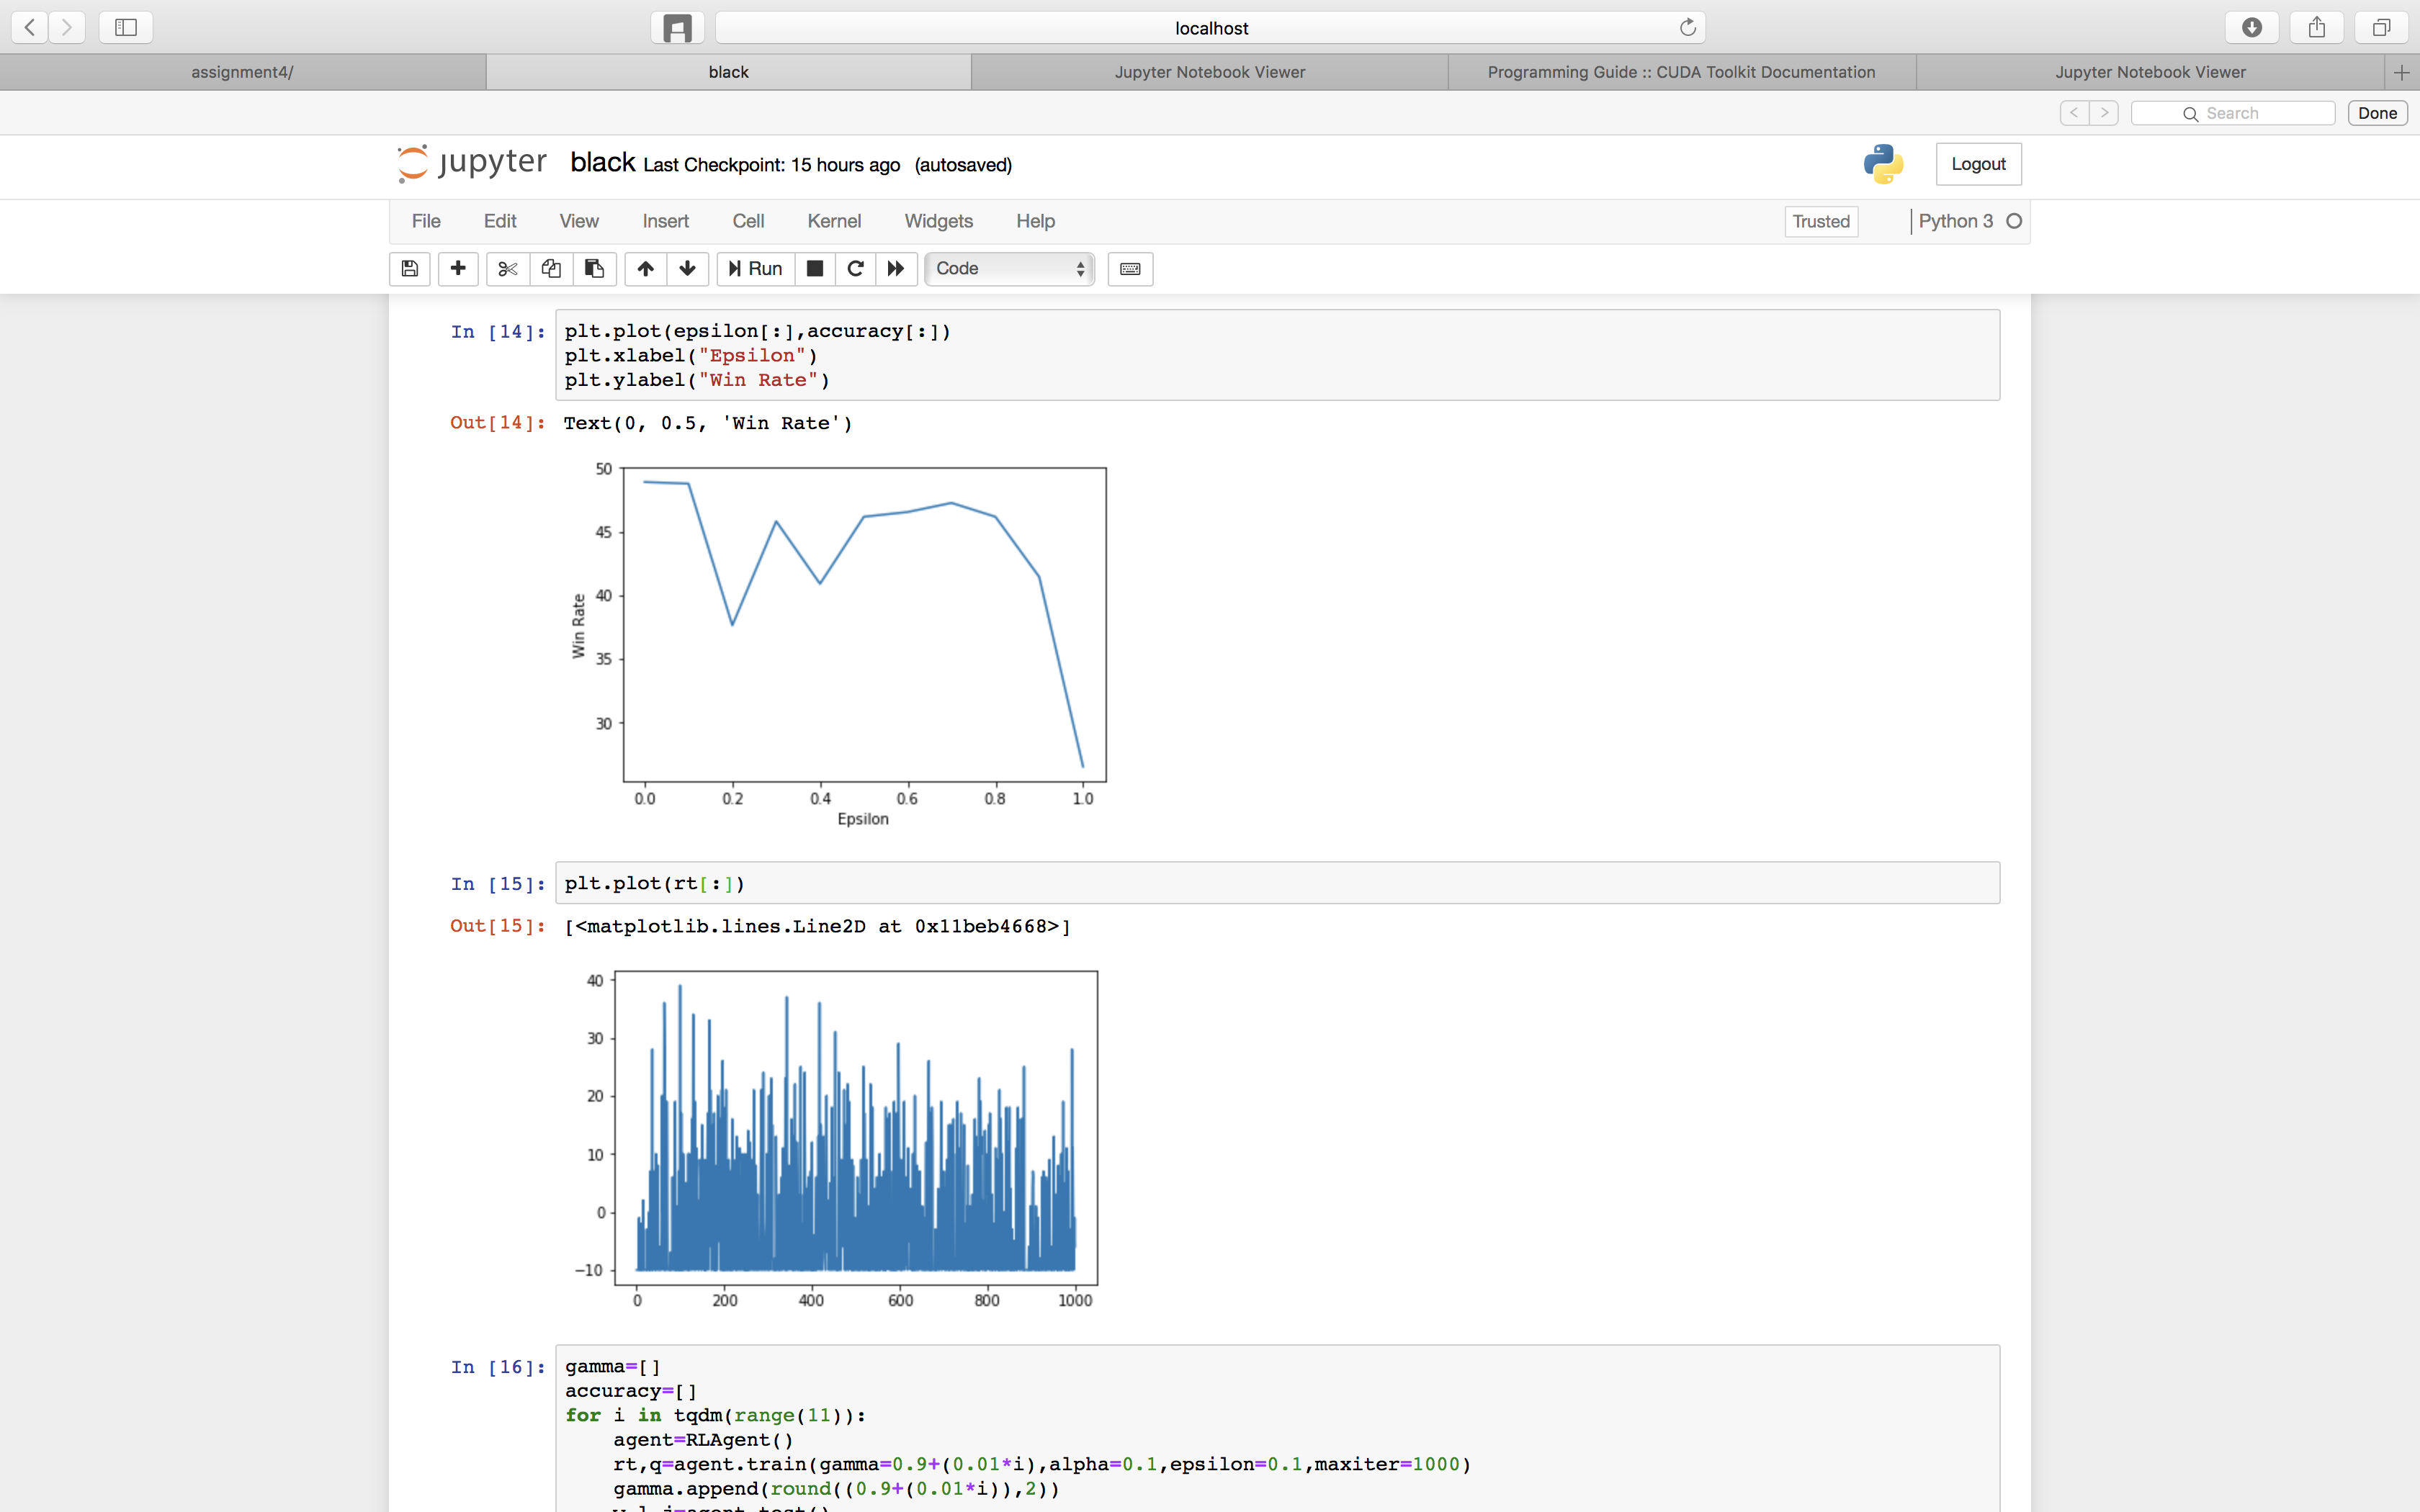 localhost
assignment4/
black
Jupyter Notebook Viewer
Programming Guide :: CUDA Toolkit Documentation
Jupyter Notebook Viewer
Search
Done
jupyter black Last Checkpoint: 15 hours ago (autosaved)
Logout
File Edit View Insert Cell Kernel Widgets Help
Trusted
Python 3
Run
Code
In [14]: plt.plot(epsilon[:],accuracy[:])
plt.xlabel("Epsilon")
plt.ylabel("Win Rate")
Out[14]: Text(0, 0.5, 'Win Rate')
50
45
40
35
30
Win Rate
0.0 0.2 0.4 0.6 0.8 1.0
Epsilon
In [15]: plt.plot(rt[:])
Out[15]: [<matplotlib.lines.Line2D at 0x11beb4668>]
40
30
20
10
0
−10
0 200 400 600 800 1000
In [16]: gamma=[]
accuracy=[]
for i in tqdm(range(11)):
agent=RLAgent()
rt,q=agent.train(gamma=0.9+(0.01*i),alpha=0.1,epsilon=0.1,maxiter=1000)
gamma.append(round((0.9+(0.01*i)),2))